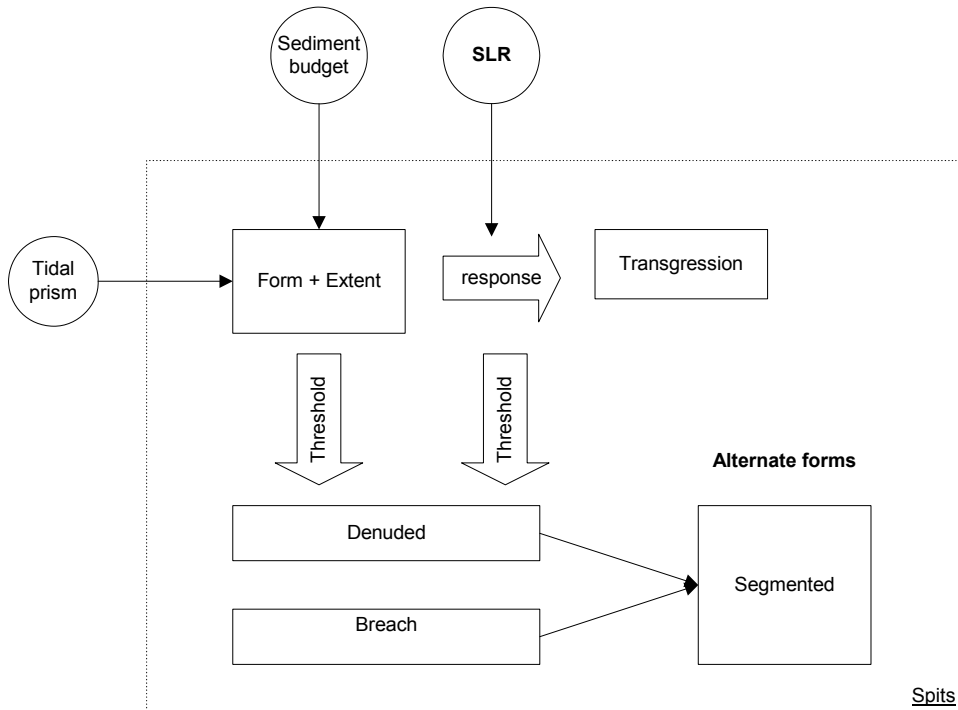 Sediment
budget
SLR
Tidal
prism
Form + Extent
response
Transgression
Threshold
Threshold
Alternate forms
Denuded
Segmented
Breach
Spits